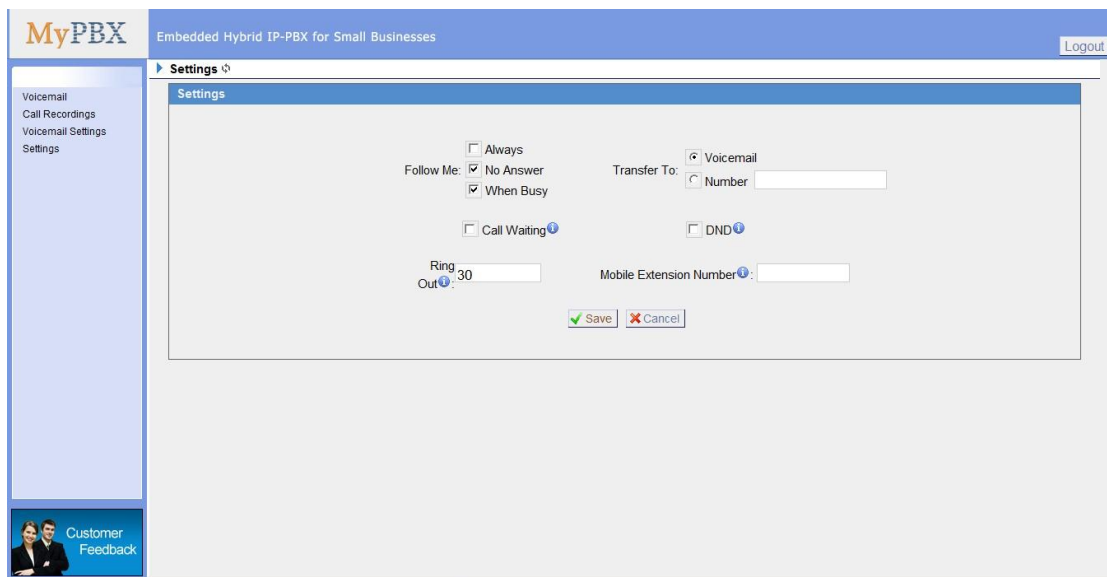 MyPBX
Embedded Hybrid IP-PBX for Small Businesses
Logout
Voicemail
Call Recordings
Voicemail Settings
Settings
Settings
Settings
Follow Me:
Always
No Answer
When Busy
Transfer To:
Voicemail
Number
Call Waiting
DND
Ring Out :
30
Mobile Extension Number :
Save
Cancel
Customer
Feedback